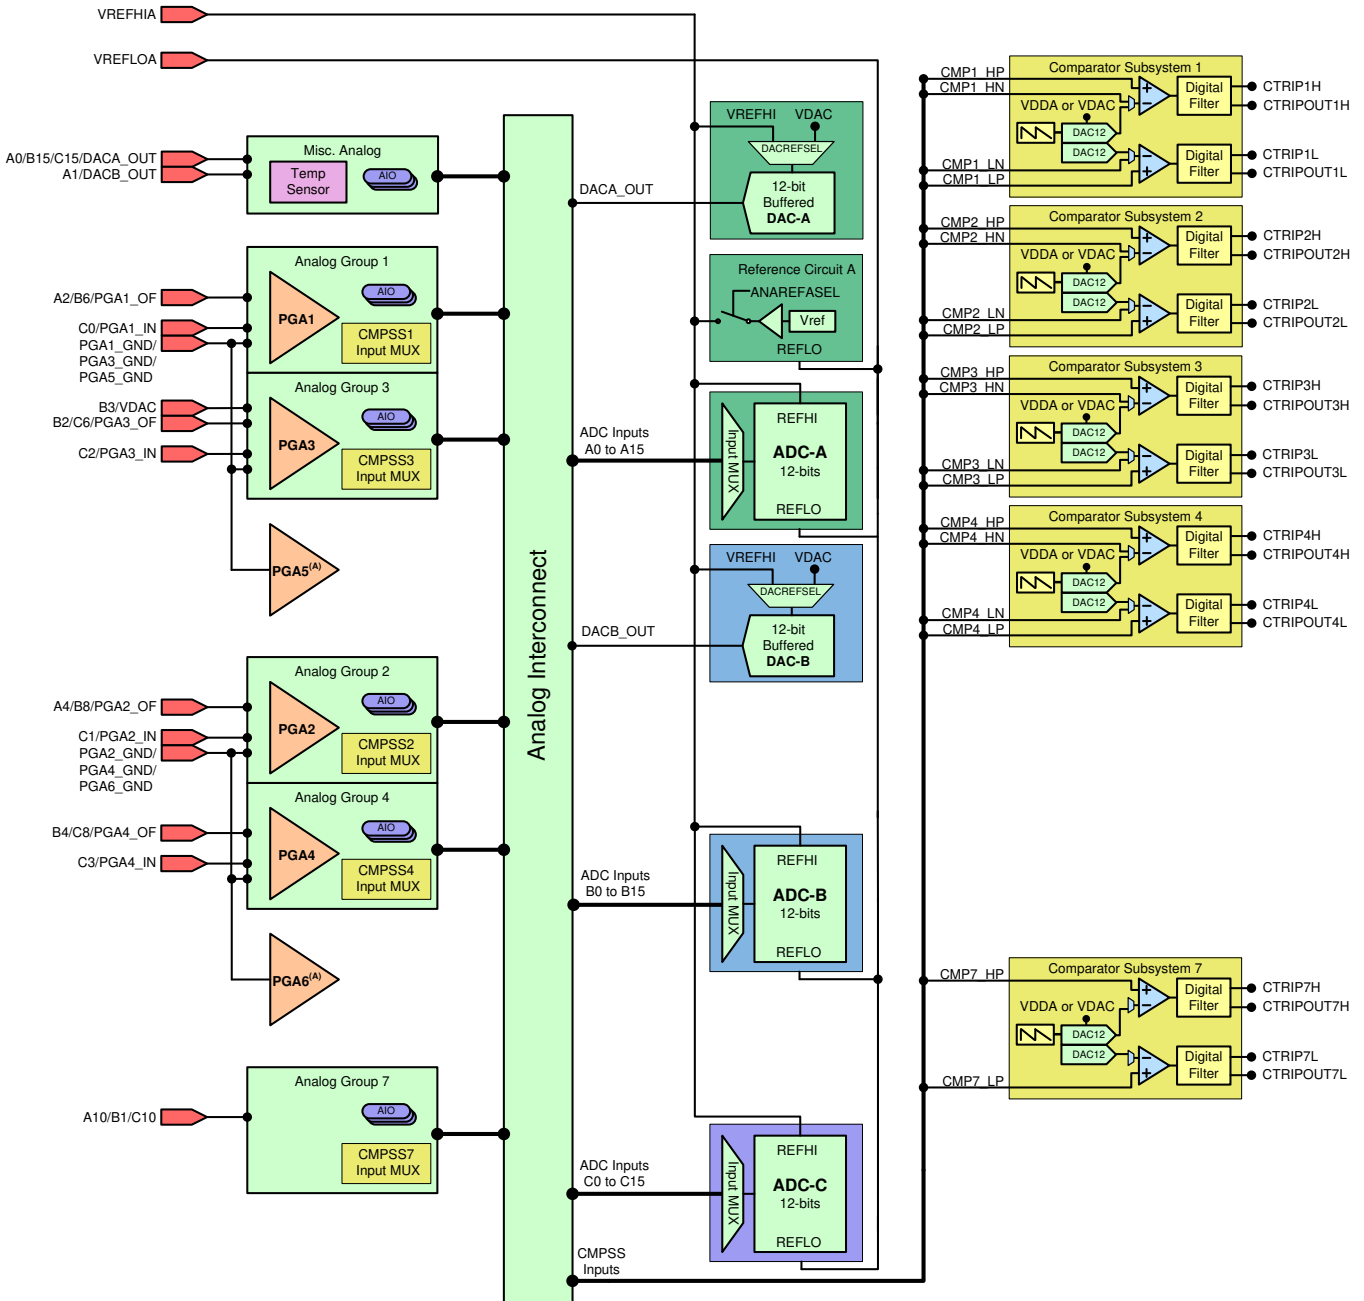 VREFHIA
VREFLOA
A0/B15/C15/DACA_OUT
A1/DACB_OUT
Misc. Analog
Temp
Sensor
AIO
Analog Group 1
A2/B6/PGA1_OF
C0/PGA1_IN
PGA1_GND/
PGA3_GND/
PGA5_GND
PGA1
AIO
CMPSS1
Input MUX
Analog Group 3
B3/VDAC
B2/C6/PGA3_OF
C2/PGA3_IN
PGA3
AIO
CMPSS3
Input MUX
PGA5(A)
Analog Group 2
A4/B8/PGA2_OF
C1/PGA2_IN
PGA2_GND/
PGA4_GND/
PGA6_GND
PGA2
AIO
CMPSS2
Input MUX
Analog Group 4
B4/C8/PGA4_OF
C3/PGA4_IN
PGA4
AIO
CMPSS4
Input MUX
PGA6(A)
Analog Group 7
A10/B1/C10
AIO
CMPSS7
Input MUX
Analog Interconnect
DACA_OUT
VREFHI VDAC
DACREFSEL
12-bit
Buffered
DAC-A
Reference Circuit A
ANAREFASEL
Vref
REFLO
ADC Inputs
A0 to A15
Input MUX
REFHI
ADC-A
12-bits
REFLO
DACB_OUT
VREFHI VDAC
DACREFSEL
12-bit
Buffered
DAC-B
ADC Inputs
B0 to B15
Input MUX
REFHI
ADC-B
12-bits
REFLO
ADC Inputs
C0 to C15
Input MUX
REFHI
ADC-C
12-bits
REFLO
CMPSS
Inputs
Comparator Subsystem 1
CMP1_HP
CMP1_HN
VDDA or VDAC
DAC12
DAC12
CMP1_LN
CMP1_LP
Digital
Filter
Digital
Filter
CTRIP1H
CTRIPOUT1H
CTRIP1L
CTRIPOUT1L
Comparator Subsystem 2
CMP2_HP
CMP2_HN
VDDA or VDAC
DAC12
DAC12
CMP2_LN
CMP2_LP
Digital
Filter
Digital
Filter
CTRIP2H
CTRIPOUT2H
CTRIP2L
CTRIPOUT2L
Comparator Subsystem 3
CMP3_HP
CMP3_HN
VDDA or VDAC
DAC12
DAC12
CMP3_LN
CMP3_LP
Digital
Filter
Digital
Filter
CTRIP3H
CTRIPOUT3H
CTRIP3L
CTRIPOUT3L
Comparator Subsystem 4
CMP4_HP
CMP4_HN
VDDA or VDAC
DAC12
DAC12
CMP4_LN
CMP4_LP
Digital
Filter
Digital
Filter
CTRIP4H
CTRIPOUT4H
CTRIP4L
CTRIPOUT4L
Comparator Subsystem 7
CMP7_HP
VDDA or VDAC
DAC12
DAC12
CMP7_LP
Digital
Filter
Digital
Filter
CTRIP7H
CTRIPOUT7H
CTRIP7L
CTRIPOUT7L